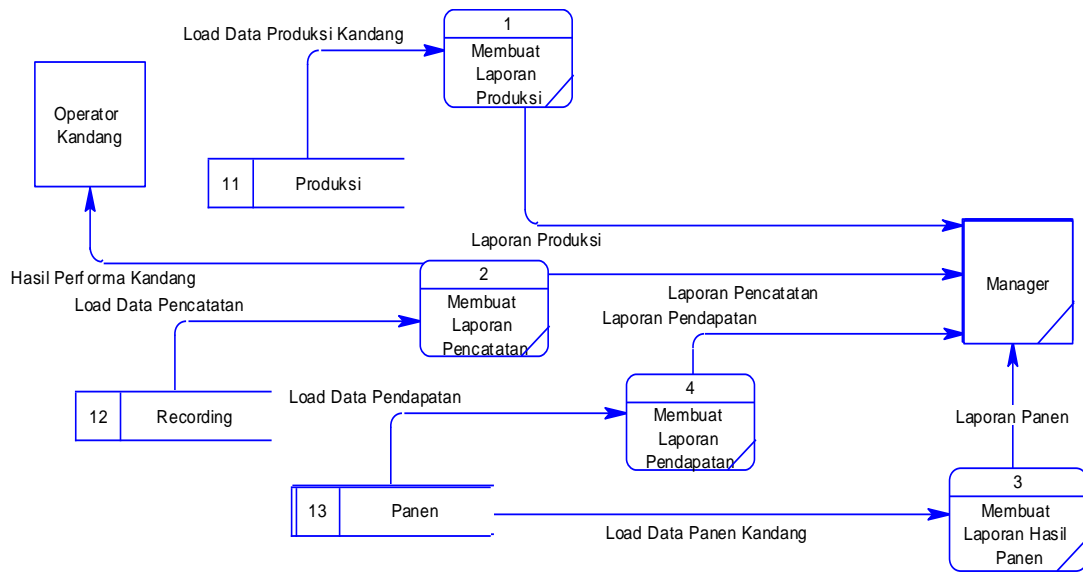 Load Data Produksi Kandang
1
Membuat
Laporan
Produksi
Operator
Kandang
11
Produksi
Laporan Produksi
Hasil Performa Kandang
2
Membuat
Laporan
Pencatatan
Laporan Pencatatan
Manager
Load Data Pencatatan
Laporan Pendapatan
12
Recording
Load Data Pendapatan
4
Membuat
Laporan
Pendapatan
Laporan Panen
13
Panen
Load Data Panen Kandang
3
Membuat
Laporan Hasil
Panen